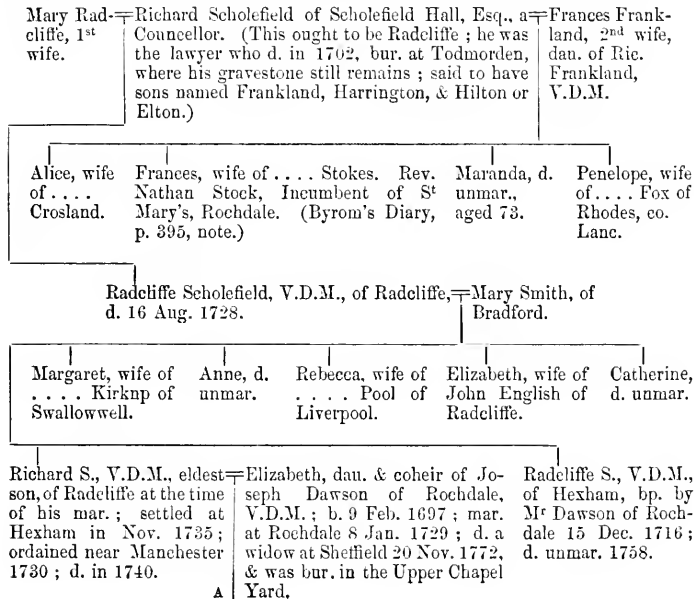 Mary Rad-
cliffe, 1st
wife.
Richard Scholefield of Scholefield Hall, Esq., a
Councellor. (This ought to be Radcliffe ; he was
the lawyer who d. in 1702, bur. at Todmorden,
where his gravestone still remains ; said to have
sons named Frankland, Harrington, & Hilton or
Elton.)
Frances Frank-
land, 2nd wife,
dau. of Ric.
Frankland,
V.D.M.
Alice, wife
of . . . .
Crosland.
Frances, wife of . . . . Stokes. Rev.
Nathan Stock, Incumbent of St
Mary's, Rochdale. (Byrom's Diary,
p. 395, note.)
Maranda, d.
unmar.,
aged 73.
Penelope, wife
of . . . . Fox of
Rhodes, co.
Lanc.
Radcliffe Scholefield, V.D.M., of Radcliffe,
d. 16 Aug. 1728.
Mary Smith, of
Bradford.
Margaret, wife of
. . . . Kirknp of
Swallowwell.
Anne, d.
unmar.
Rebecca, wife of
. . . . Pool of
Liverpool.
Elizabeth, wife of
John English of
Radcliffe.
Catherine,
d. unmar.
Richard S., V.D.M., eldest
son, of Radcliffe at the time
of his mar. ; settled at
Hexham in Nov. 1735 ;
ordained near Manchester
1730 ; d. in 1740.
Elizabeth, dau. & coheir of Jo-
seph Dawson of Rochdale,
V.D.M. ; b. 9 Feb. 1697 ; mar.
at Rochdale 8 Jan. 1729 ; d. a
widow at Sheffield 20 Nov. 1772,
& was bur. in the Upper Chapel
Yard.
Radcliffe S., V.D.M.,
of Hexham, bp. by
Mr Dawson of Roch-
dale 15 Dec. 1716 ;
d. unmar. 1758.
A